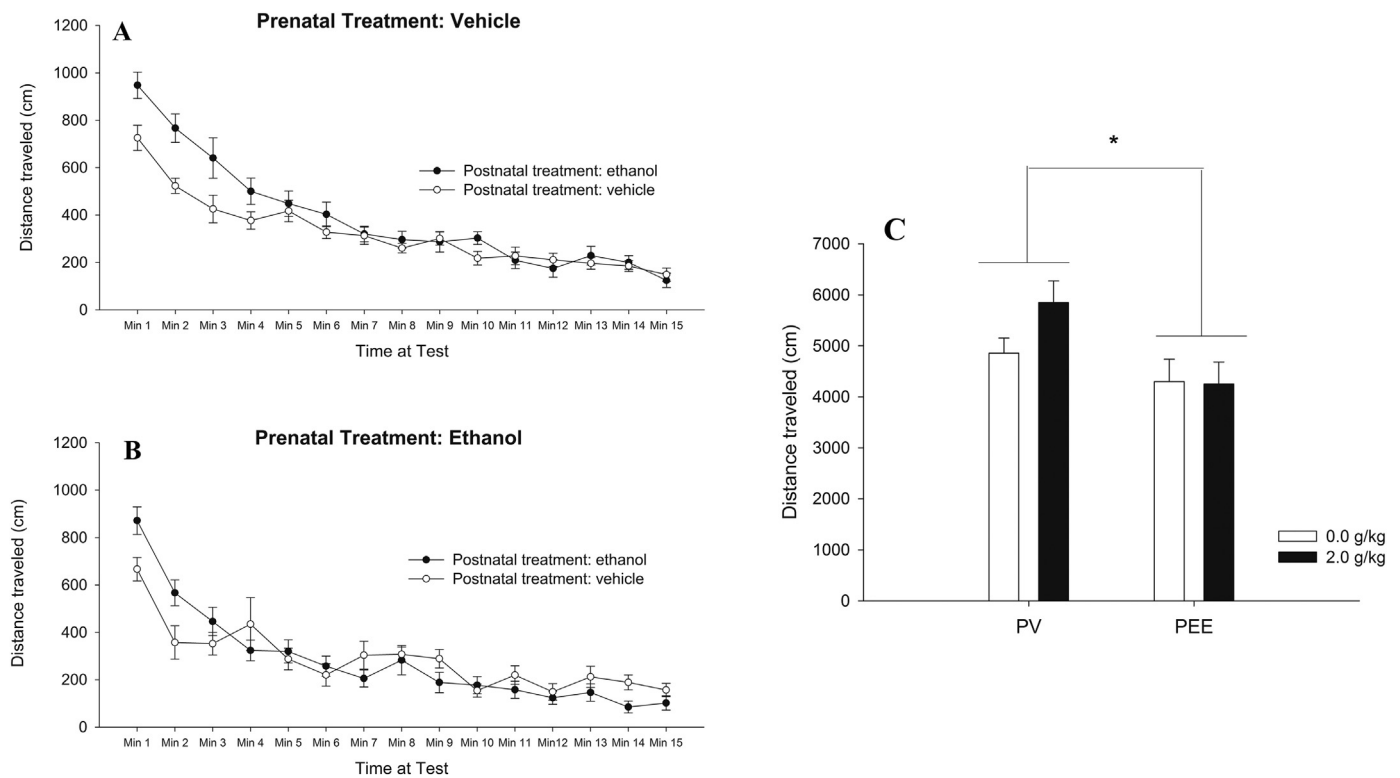 A
Prenatal Treatment: Vehicle
1200
1000
800
600
400
200
0
Distance traveled (cm)
Postnatal treatment: ethanol
Postnatal treatment: vehicle
Min 1 Min 2 Min 3 Min 4 Min 5 Min 6 Min 7 Min 8 Min 9 Min 10 Min 11 Min12 Min 13 Min 14 Min 15
Time at Test
B
Prenatal Treatment: Ethanol
1200
1000
800
600
400
200
0
Distance traveled (cm)
Postnatal treatment: ethanol
Postnatal treatment: vehicle
Min 1 Min 2 Min 3 Min 4 Min 5 Min 6 Min 7 Min 8 Min 9 Min 10 Min 11 Min12 Min 13 Min 14 Min 15
Time at Test
C
*
7000
6000
5000
4000
3000
2000
1000
0
Distance traveled (cm)
0.0 g/kg
2.0 g/kg
PV PEE